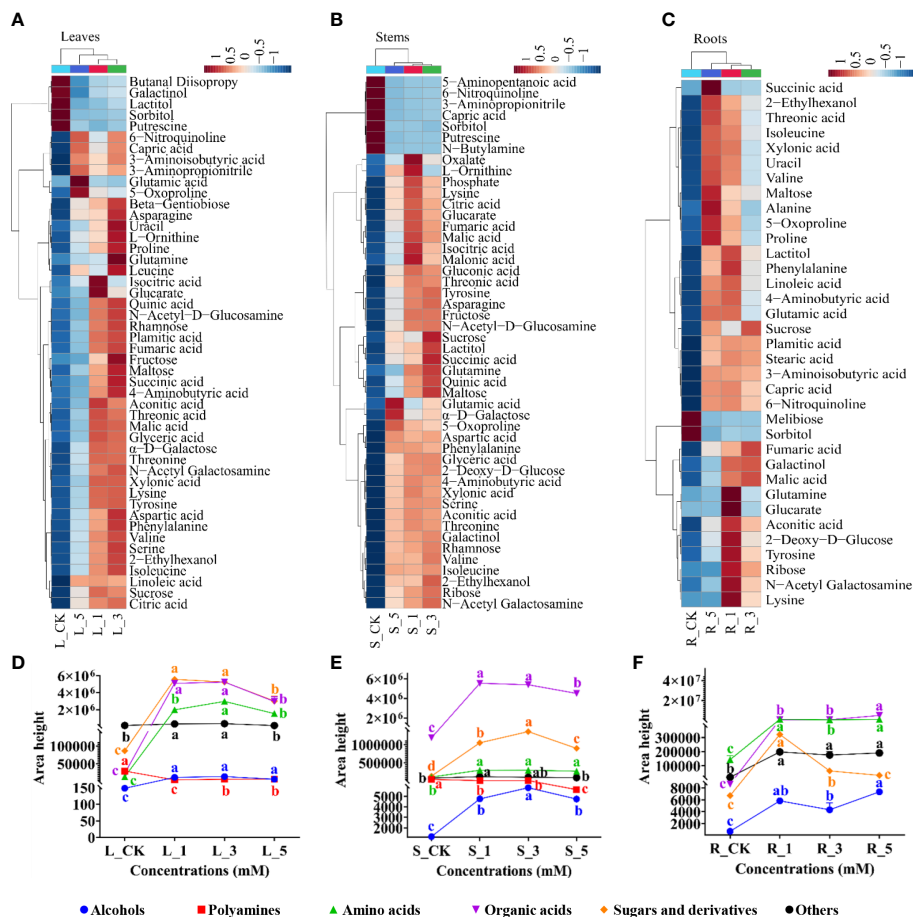 A
Leaves
1
0.5
0
−0.5
−1
Butanal Diisopropy
Galactinol
Lactitol
Sorbitol
Putrescine
6−Nitroquinoline
Capric acid
3−Aminoisobutyric acid
3−Aminopropionitrile
Glutamic acid
5−Oxoproline
Beta−Gentiobiose
Asparagine
Uracil
L−Ornithine
Proline
Glutamine
Leucine
Isocitric acid
Glucarate
Quinic acid
N−Acetyl−D−Glucosamine
Rhamnose
Plamitic acid
Fumaric acid
Fructose
Maltose
Succinic acid
4−Aminobutyric acid
Aconitic acid
Threonic acid
Malic acid
Glyceric acid
α−D−Galactose
Threonine
N−Acetyl Galactosamine
Xylonic acid
Lysine
Tyrosine
Aspartic acid
Phenylalanine
Valine
Serine
2−Ethylhexanol
Isoleucine
Linoleic acid
Sucrose
Citric acid
L_CK
L_5
L_1
L_3
B
Stems
1
0.5
0
−0.5
−1
5−Aminopentanoic acid
6−Nitroquinoline
3−Aminopropionitrile
Capric acid
Sorbitol
Putrescine
N−Butylamine
Oxalate
L−Ornithine
Phosphate
Lysine
Citric acid
Glucarate
Fumaric acid
Malic acid
Isocitric acid
Malonic acid
Gluconic acid
Threonic acid
Tyrosine
Asparagine
Fructose
N−Acetyl−D−Glucosamine
Sucrose
Lactitol
Succinic acid
Glutamine
Quinic acid
Maltose
Glutamic acid
α−D−Galactose
5−Oxoproline
Aspartic acid
Phenylalanine
Glyceric acid
2−Deoxy−D−Glucose
4−Aminobutyric acid
Xylonic acid
Serine
Aconitic acid
Threonine
Galactinol
Rhamnose
Valine
Isoleucine
2−Ethylhexanol
Ribose
N−Acetyl Galactosamine
S_CK
S_5
S_1
S_3
C
Roots
1
0.5
0
−0.5
−1
Succinic acid
2−Ethylhexanol
Threonic acid
Isoleucine
Xylonic acid
Uracil
Valine
Maltose
Alanine
5−Oxoproline
Proline
Lactitol
Phenylalanine
Linoleic acid
4−Aminobutyric acid
Glutamic acid
Sucrose
Plamitic acid
Stearic acid
3−Aminoisobutyric acid
Capric acid
6−Nitroquinoline
Melibiose
Sorbitol
Fumaric acid
Galactinol
Malic acid
Glutamine
Glucarate
Aconitic acid
2−Deoxy−D−Glucose
Tyrosine
Ribose
N−Acetyl Galactosamine
Lysine
R_CK
R_5
R_1
R_3
D
Area height
6×10⁶
4×10⁶
2×10⁶
100000
50000
150
100
50
0
a a
a a b b
b a b
b a a b
c a
c c
a a a
c b b b
L_CK L_1 L_3 L_5
Concentrations (mM)
E
Area height
6×10⁶
4×10⁶
2×10⁶
1000000
500000
5000
4000
3000
2000
1000
a a b
c
b a c
d
a a a
b a ab b
b a b b c
b a b
c
S_CK S_1 S_3 S_5
Concentrations (mM)
F
Area height
4×10⁷
2×10⁷
300000
200000
100000
8000
6000
4000
2000
b b a
a b a
b a
c a a a
c c b c
ab b a
c
R_CK R_1 R_3 R_5
Concentrations (mM)
Alcohols Polyamines Amino acids Organic acids Sugars and derivatives Others